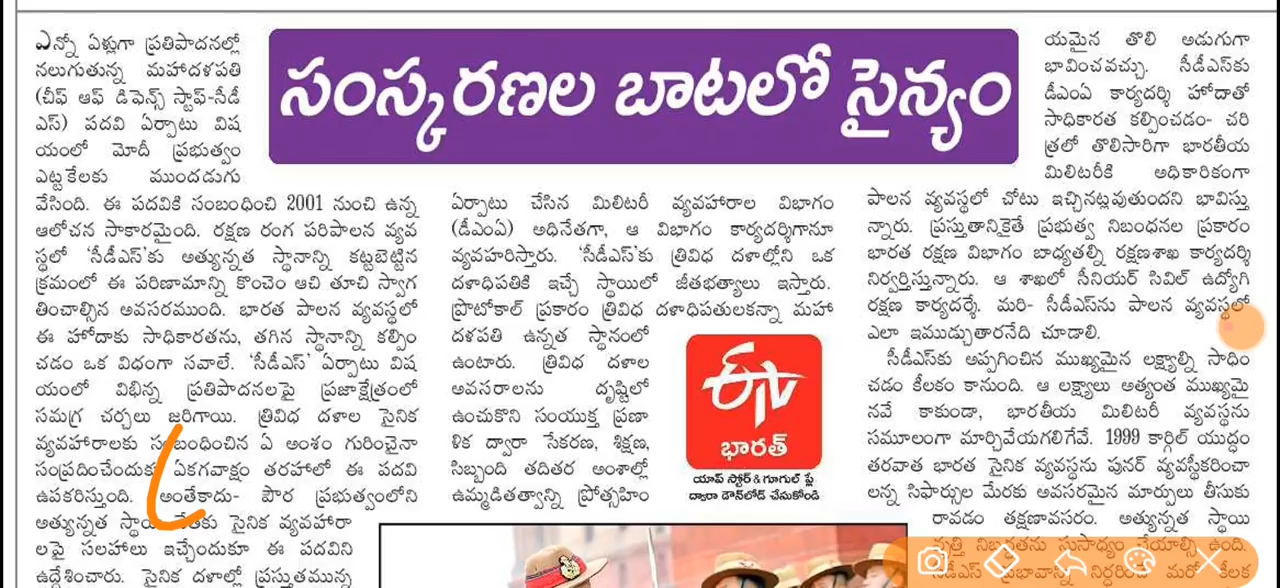 సంస్కరణల బాటలో సైన్యం
ఎన్నో ఏళ్లుగా ప్రతిపాదనల్లో
నలుగుతున్న మహాదళపతి
(చీఫ్ ఆఫ్ డిఫెన్స్ స్టాఫ్-సీడీ
ఎస్) పదవి ఏర్పాటు విష
యంలో మోదీ ప్రభుత్వం
ఎట్టకేలకు ముందడుగు
వేసింది. ఈ పదవికి సంబంధించి 2001 నుంచి ఉన్న
ఆలోచన సాకారమైంది. రక్షణ రంగ పరిపాలన వ్యవ
స్థలో 'సీడీఎస్'కు అత్యున్నత స్థానాన్ని కట్టబెట్టిన
క్రమంలో ఈ పరిణామాన్ని కొంచెం ఆచి తూచి స్వాగ
తించాల్సిన అవసరముంది. భారత పాలన వ్యవస్థలో
ఈ హోదాకు సాధికారతను, తగిన స్థానాన్ని కల్పిం
చడం ఒక విధంగా సవాలే. 'సీడీఎస్' ఏర్పాటు విష
యంలో విభిన్న ప్రతిపాదనలపై ప్రజాక్షేత్రంలో
సమగ్ర చర్చలు జరిగాయి. త్రివిధ దళాల సైనిక
వ్యవహారాలకు సంబంధించిన ఏ అంశం గురించైనా
సంప్రదించేందుకు ఏకగవాక్షం తరహాలో ఈ పదవి
ఉపకరిస్తుంది. అంతేకాదు- పౌర ప్రభుత్వంలోని
అత్యున్నత స్థాయి నేతకు సైనిక వ్యవహారా
లపై సలహాలు ఇచ్చేందుకూ ఈ పదవిని
ఉద్దేశించారు. సైనిక దళాల్లో ప్రస్తుతమున్న
ఏర్పాటు చేసిన మిలిటరీ వ్యవహారాల విభాగం
(డీఎంఏ) అధినేతగా, ఆ విభాగం కార్యదర్శిగానూ
వ్యవహరిస్తారు. 'సీడీఎస్'కు త్రివిధ దళాల్లోని ఒక
దళాధిపతికి ఇచ్చే స్థాయిలో జీతభత్యాలు ఇస్తారు.
ప్రొటోకాల్ ప్రకారం త్రివిధ దళాధిపతులకన్నా మహా
దళపతి ఉన్నత స్థానంలో
ఉంటారు. త్రివిధ దళాల
అవసరాలను దృష్టిలో
ఉంచుకొని సంయుక్త ప్రణా
ళిక ద్వారా సేకరణ, శిక్షణ,
సిబ్బంది తదితర అంశాల్లో
ఉమ్మడితత్వాన్ని ప్రోత్సహిం
ఈtv
భారత్
యాప్ స్టోర్ & గూగుల్ ప్లే
ద్వారా డౌన్‌లోడ్ చేసుకోండి
యమైన తొలి అడుగుగా
భావించవచ్చు. సీడీఎస్‌కు
డీఎంఏ కార్యదర్శి హోదాతో
సాధికారత కల్పించడం- చరి
త్రలో తొలిసారిగా భారతీయ
మిలిటరీకి అధికారికంగా
పాలన వ్యవస్థలో చోటు ఇచ్చినట్లవుతుందని భావిస్తు
న్నారు. ప్రస్తుతానికైతే ప్రభుత్వ నిబంధనల ప్రకారం
భారత రక్షణ విభాగం బాధ్యతల్ని రక్షణశాఖ కార్యదర్శి
నిర్వర్తిస్తున్నారు. ఆ శాఖలో సీనియర్ సివిల్ ఉద్యోగి
రక్షణ కార్యదర్శే. మరి- సీడీఎస్‌ను పాలన వ్యవస్థలో
ఎలా ఇముడ్చుతారనేది చూడాలి.
సీడీఎస్‌కు అప్పగించిన ముఖ్యమైన లక్ష్యాల్ని సాధిం
చడం కీలకం కానుంది. ఆ లక్ష్యాలు అత్యంత ముఖ్యమై
నవే కాకుండా, భారతీయ మిలిటరీ వ్యవస్థను
సమూలంగా మార్చివేయగలిగేవే. 1999 కార్గిల్ యుద్ధం
తరవాత భారత సైనిక వ్యవస్థను పునర్ వ్యవస్థీకరించా
లన్న సిఫార్సుల మేరకు అవసరమైన మార్పులు తీసుకు
రావడం తక్షణావసరం. అత్యున్నత స్థాయి
సుసాధ్యం చేయాల్సి ఉంది.